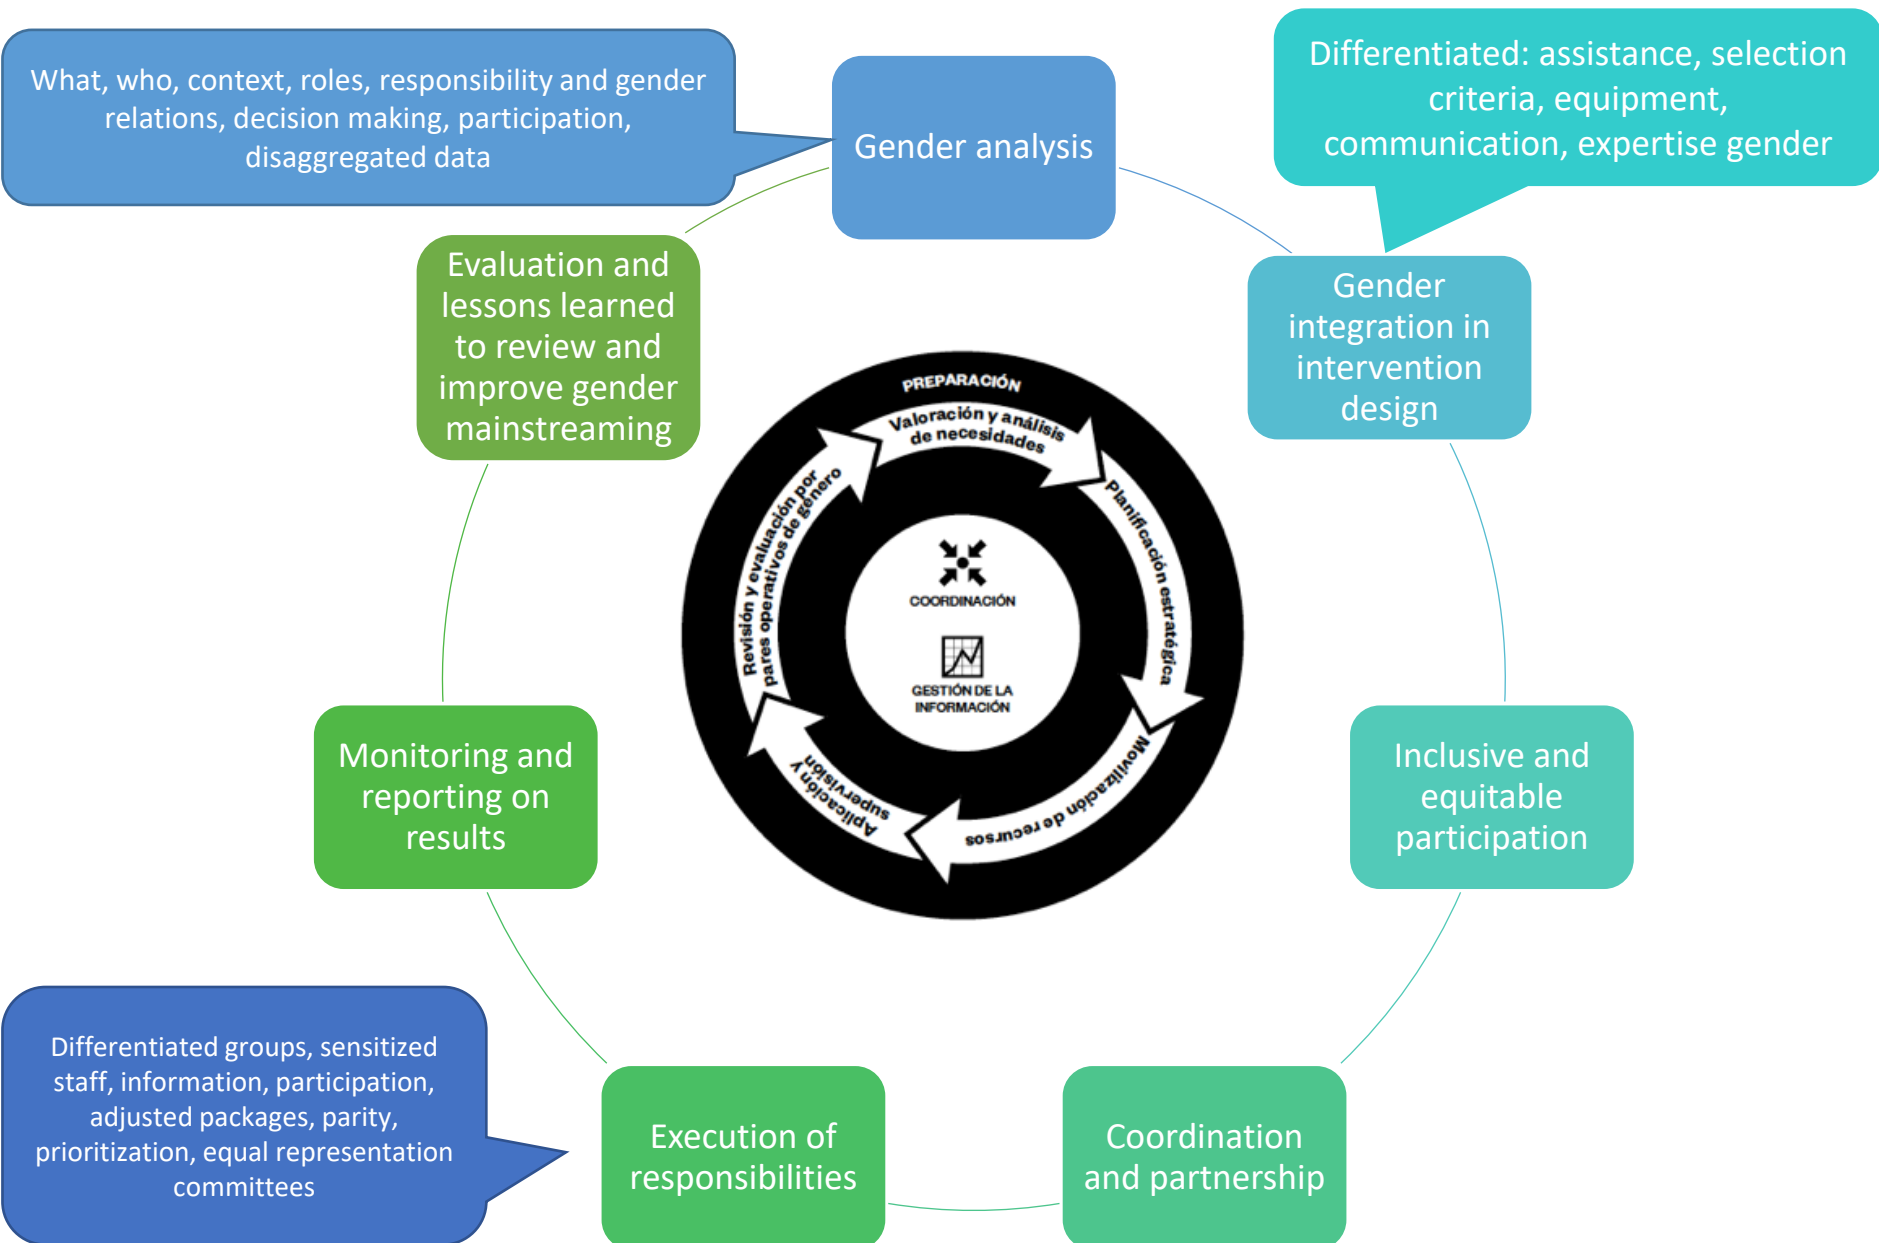 What, who, context, roles, responsibility and gender
relations, decision making, participation,
disaggregated data
Gender analysis
Differentiated: assistance, selection
criteria, equipment,
communication, expertise gender
Gender
integration in
intervention
design
Inclusive and
equitable
participation
Coordination
and partnership
Execution of
responsibilities
Differentiated groups, sensitized
staff, information, participation,
adjusted packages, parity,
prioritization, equal representation
committees
Monitoring and
reporting on
results
Evaluation and
lessons learned
to review and
improve gender
mainstreaming
PREPARACIÓN
Valoración y análisis
de necesidades
Planificación estratégica
Movilización de recursos
Aplicación y
supervisión
Revisión y evaluación por
pares operativos de género
COORDINACIÓN
GESTIÓN DE LA
INFORMACIÓN